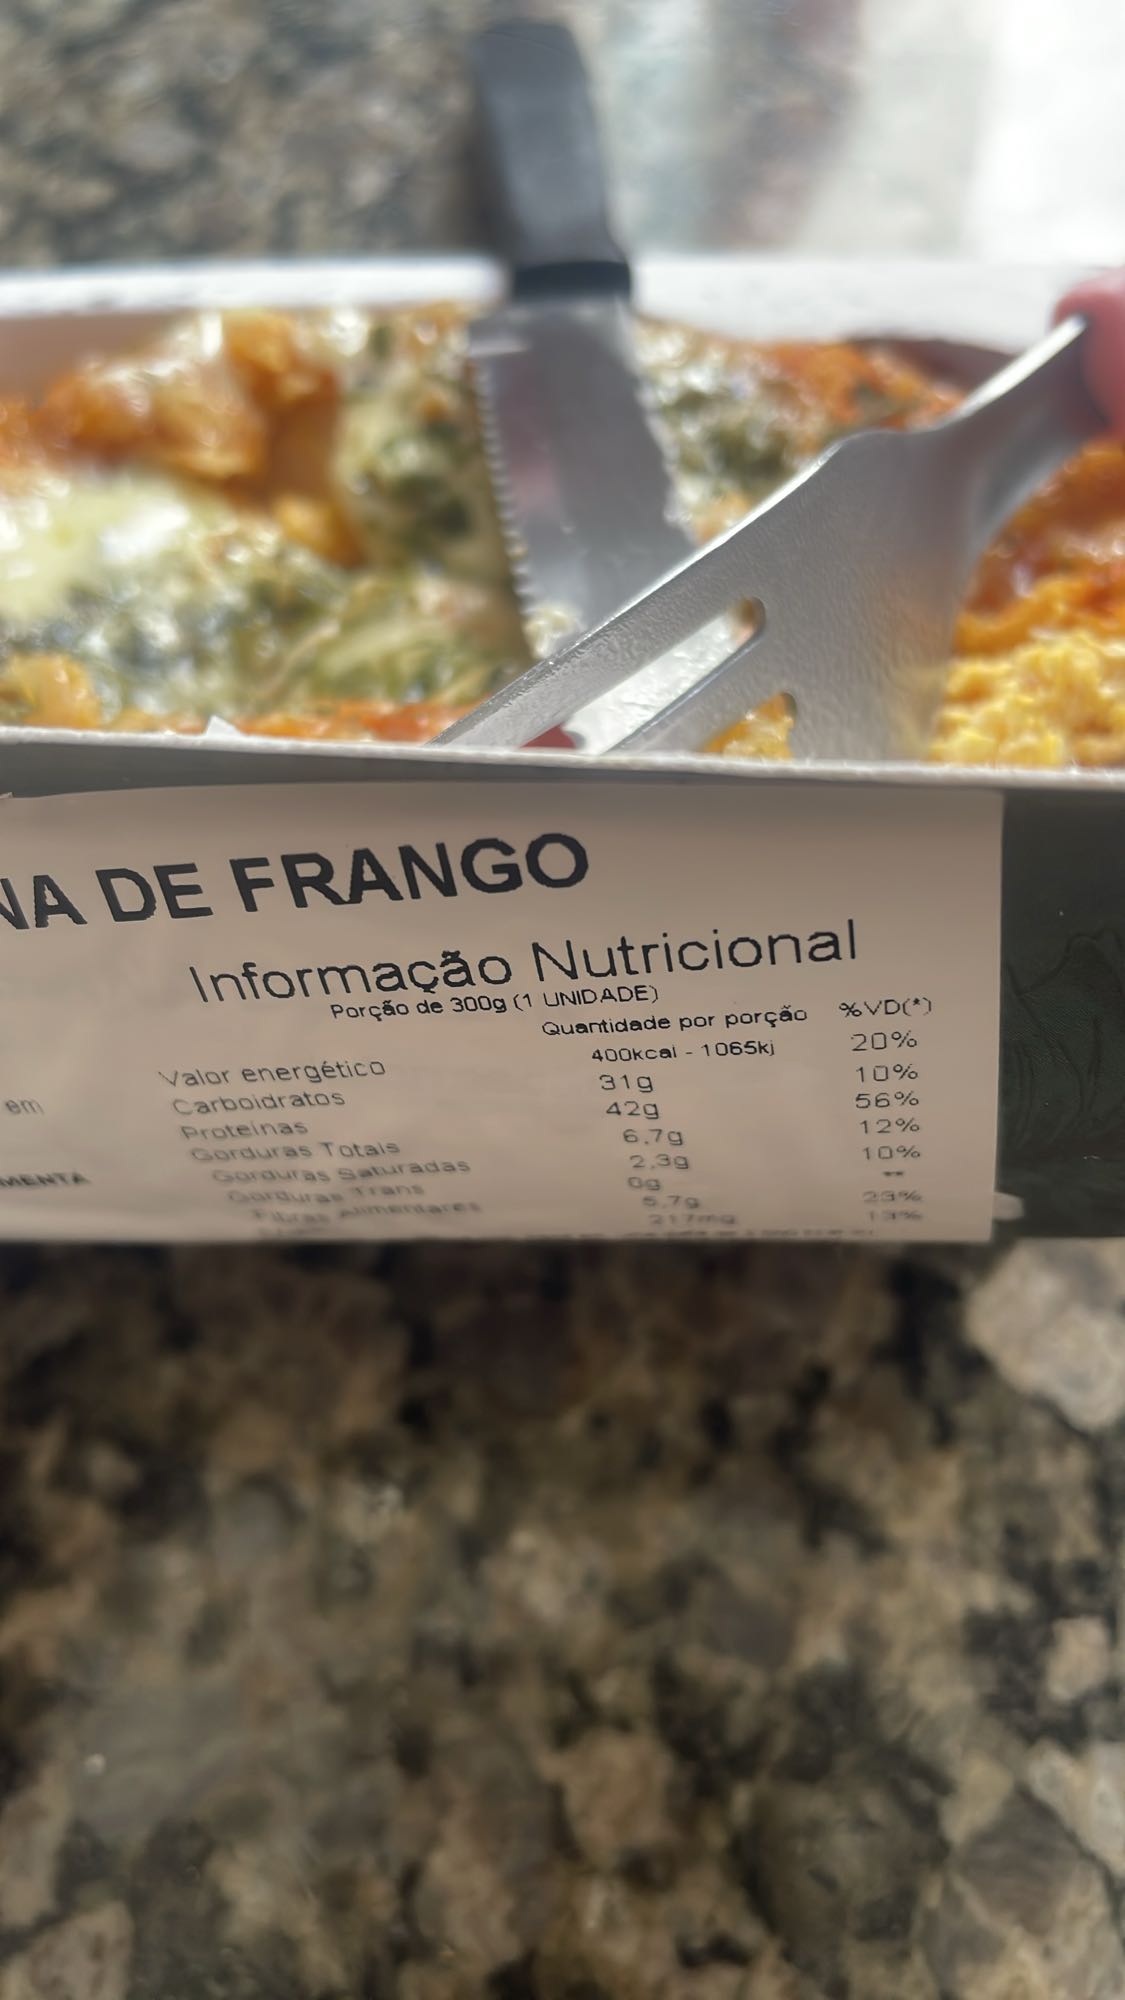 NA DE FRANGO
Informação Nutricional
Porção de 300g (1 UNIDADE)
Quantidade por porção %VD(*)
Valor energético 400kcal - 1065kj 20%
Carboidratos 31g 10%
Proteínas 42g 56%
Gorduras Totais 6,7g 12%
Gorduras Saturadas 2,3g 10%
Gorduras Trans 0g **
Fibras Alimentares 5,7g 23%
217mg 13%
em
MENTA